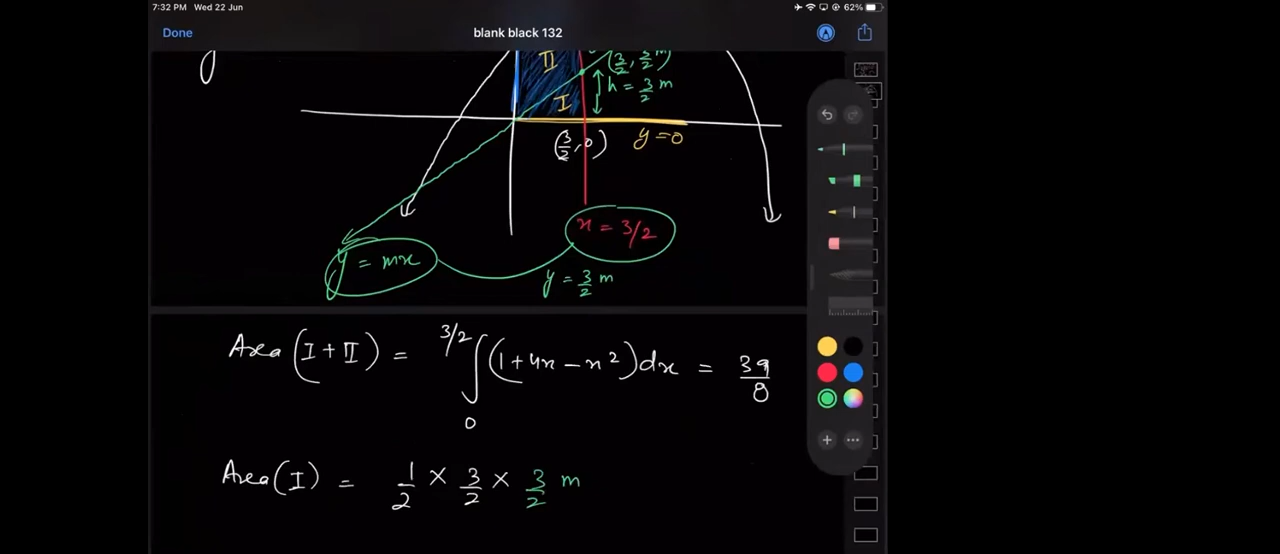 7:32 PM Wed 22 Jun
62%
Done
blank black 132
y
II
(3/2, 3/2 m)
I
h = 3/2 m
(3/2, 0)
y = 0
x = 3/2
y = mx
y = 3/2 m
Area (I + II) = ∫₀^(3/2) (1 + 4x − x²) dx = 39/8
Area (I) = 1/2 × 3/2 × 3/2 m